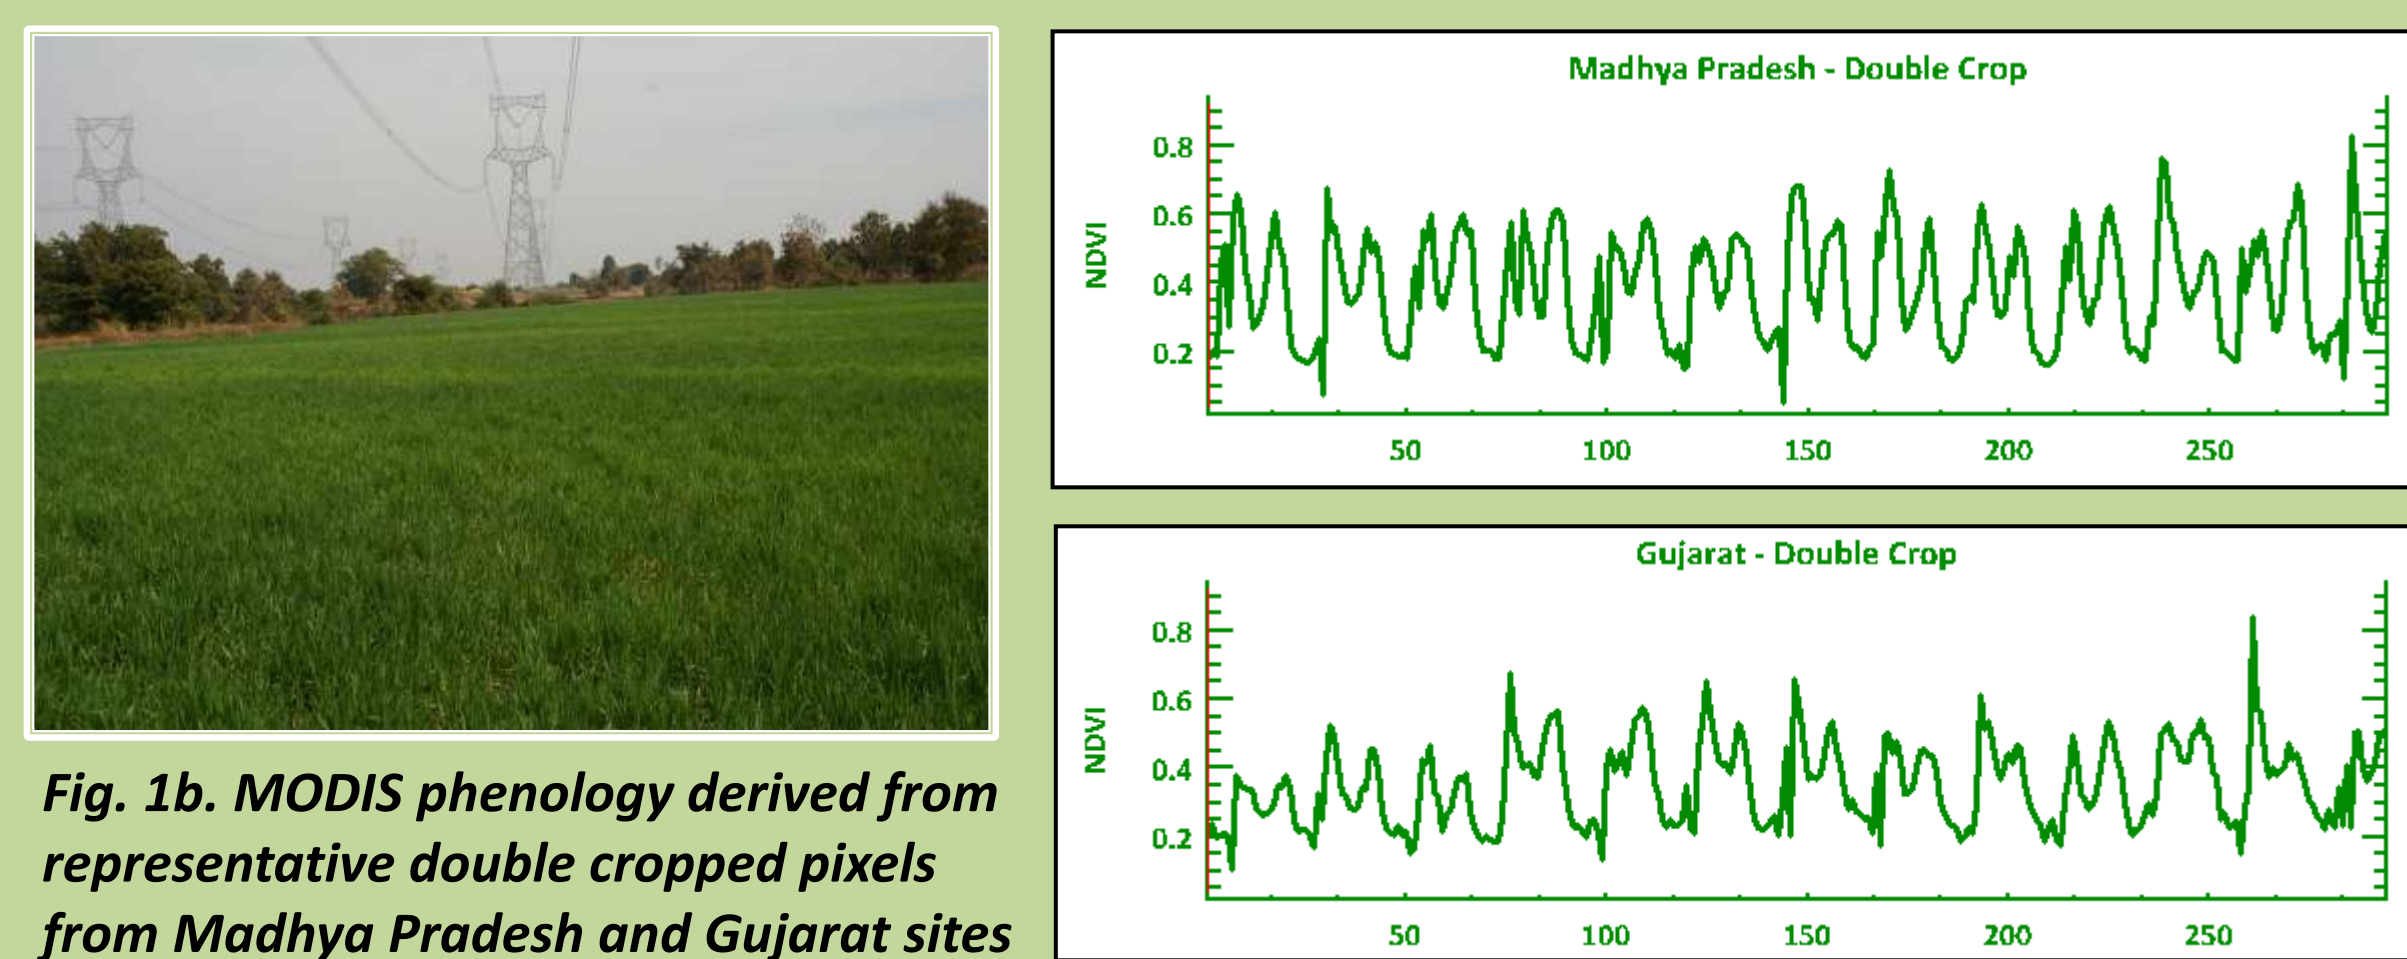 Madhya Pradesh - Double Crop
0.8
0.6
0.4
0.2
NDVI
50 100 150 200 250
Gujarat - Double Crop
0.8
0.6
0.4
0.2
NDVI
50 100 150 200 250
Fig. 1b. MODIS phenology derived from
representative double cropped pixels
from Madhya Pradesh and Gujarat sites